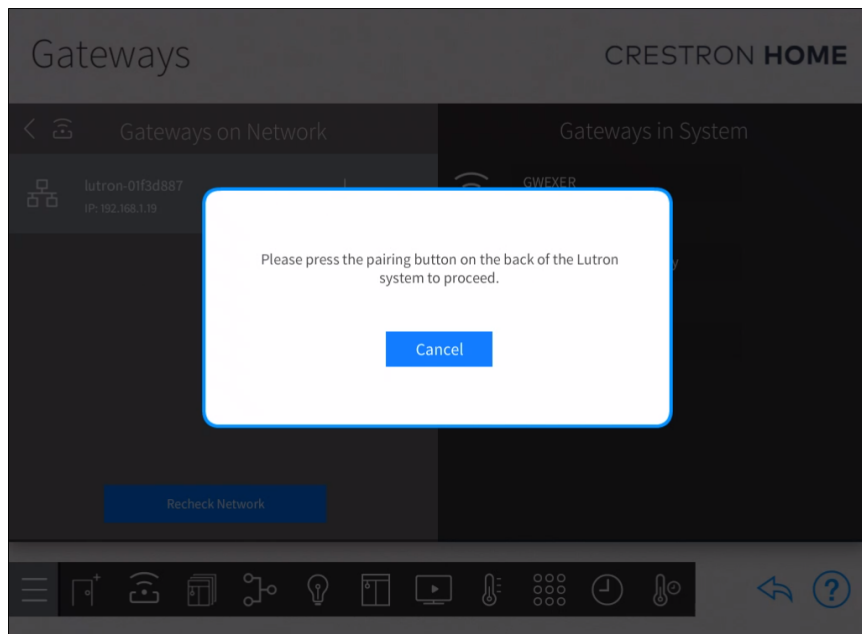 Gateways
CRESTRON HOME
Gateways on Network
Gateways in System
lutron-01f3d887
IP: 192.168.1.19
GWEXER
Please press the pairing button on the back of the Lutron
system to proceed.
Cancel
Recheck Network